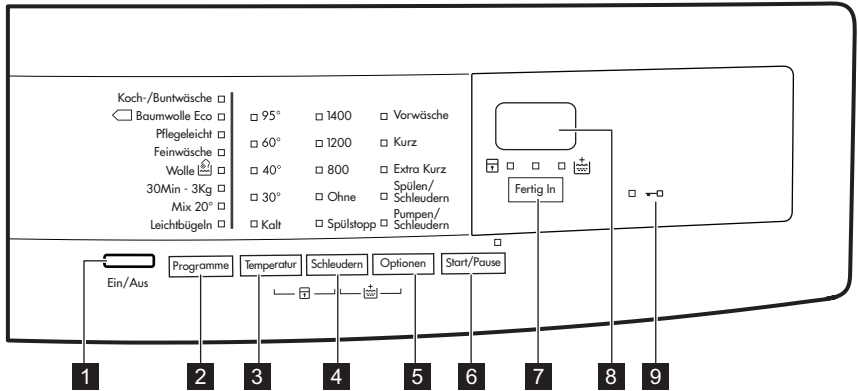 Koch-/Buntwäsche
Baumwolle Eco
Pflegeleicht
Feinwäsche
Wolle
30Min - 3Kg
Mix 20°
Leichtbügeln
95°
60°
40°
30°
Kalt
1400
1200
800
Ohne
Spülstopp
Vorwäsche
Kurz
Extra Kurz
Spülen/
Schleudern
Pumpen/
Schleudern
Fertig In
Ein/Aus
Programme
Temperatur
Schleudern
Optionen
Start/Pause
1 2 3 4 5 6 7 8 9